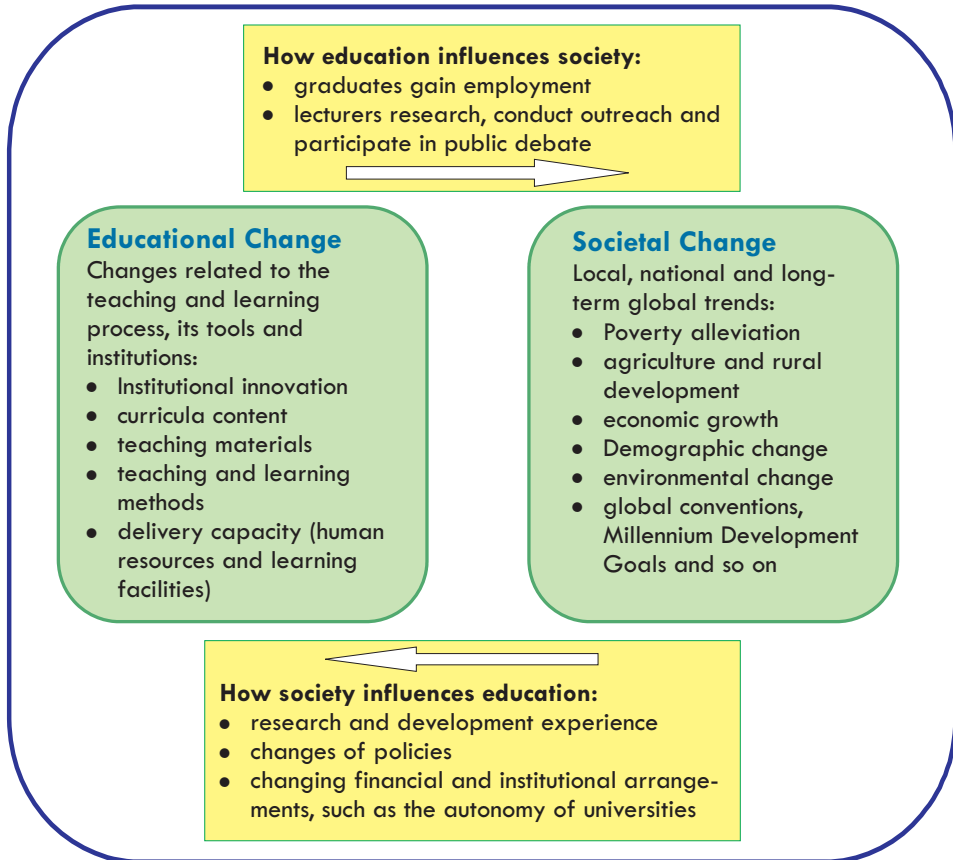 How education influences society:
● graduates gain employment
● lecturers research, conduct outreach and
participate in public debate
Educational Change
Changes related to the
teaching and learning
process, its tools and
institutions:
● Institutional innovation
● curricula content
● teaching materials
● teaching and learning
methods
● delivery capacity (human
resources and learning
facilities)
Societal Change
Local, national and long-
term global trends:
● Poverty alleviation
● agriculture and rural
development
● economic growth
● Demographic change
● environmental change
● global conventions,
Millennium Development
Goals and so on
How society influences education:
● research and development experience
● changes of policies
● changing financial and institutional arrange-
ments, such as the autonomy of universities